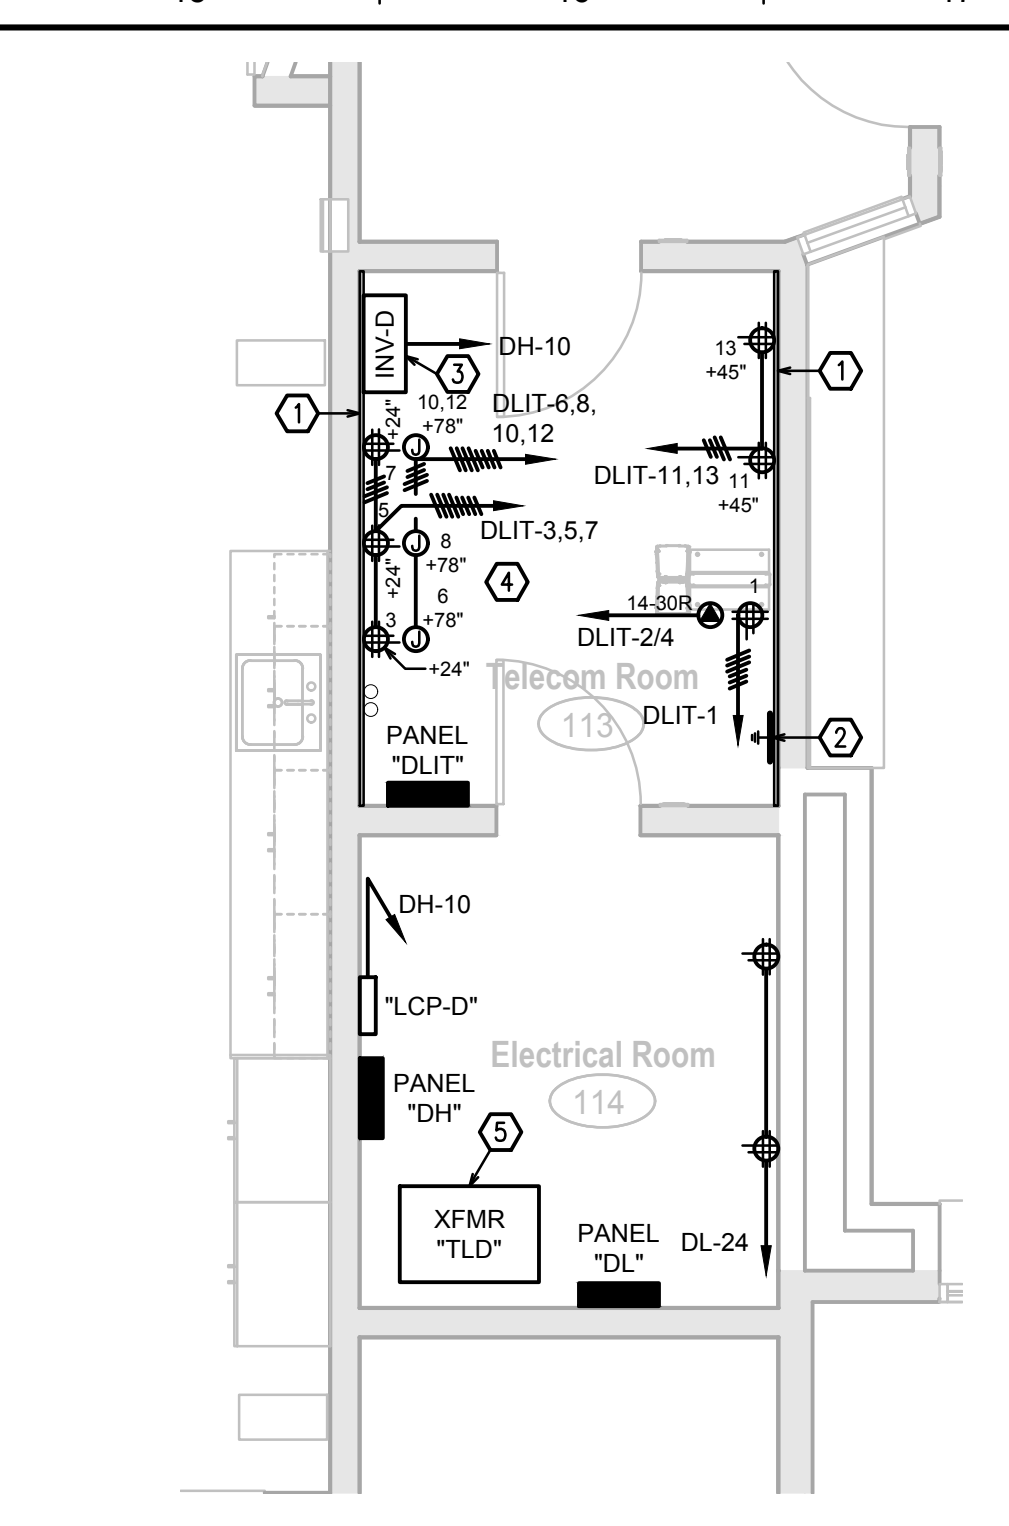 INV-D
DH-10
3
1
+24"
10,12
+78"
DLIT-6,8,
10,12
J
7
5
DLIT-3,5,7
13
+45"
1
DLIT-11,13
11
+45"
J
8
+78"
+24"
4
6
+78"
3
J
+24"
14-30R
1
DLIT-2/4
Telecom Room
113
DLIT-1
2
PANEL
"DLIT"
DH-10
"LCP-D"
Electrical Room
114
PANEL
"DH"
5
XFMR
"TLD"
PANEL
"DL"
DL-24